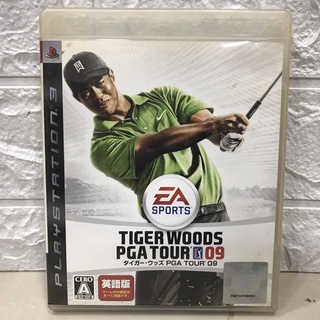 PLAYSTATION 3
TW
EA
SPORTS
TIGER WOODS
PGA TOUR 09
タイガー・ウッズ PGA TOUR® 09
CERO
A
英語版